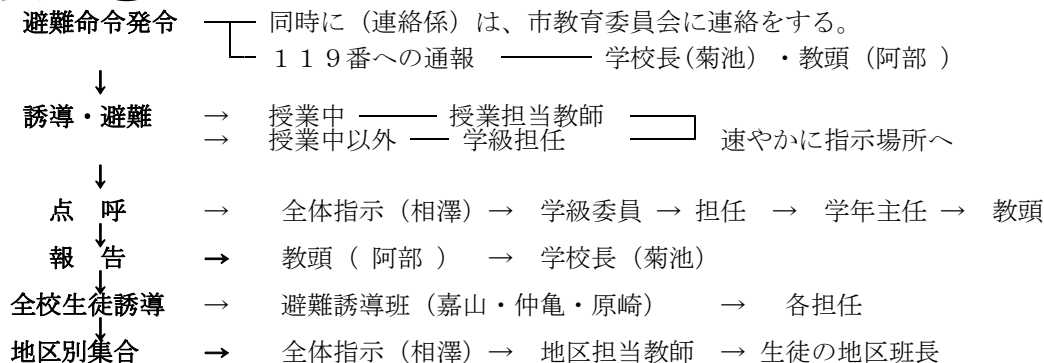 避難命令発令 同時に（連絡係）は、市教育委員会に連絡をする。
１１９番への通報 学校長(菊池）・教頭（阿部 ）
↓
誘導・避難 → 授業中 授業担当教師
→ 授業中以外 学級担任 速やかに指示場所へ
↓
点 呼 → 全体指示（相澤）→ 学級委員 → 担任 → 学年主任 → 教頭
↓
報 告 → 教頭（ 阿部 ） → 学校長（菊池）
↓
全校生徒誘導 → 避難誘導班（嘉山・仲亀・原崎） → 各担任
↓
地区別集合 → 全体指示（相澤）→ 地区担当教師 → 生徒の地区班長